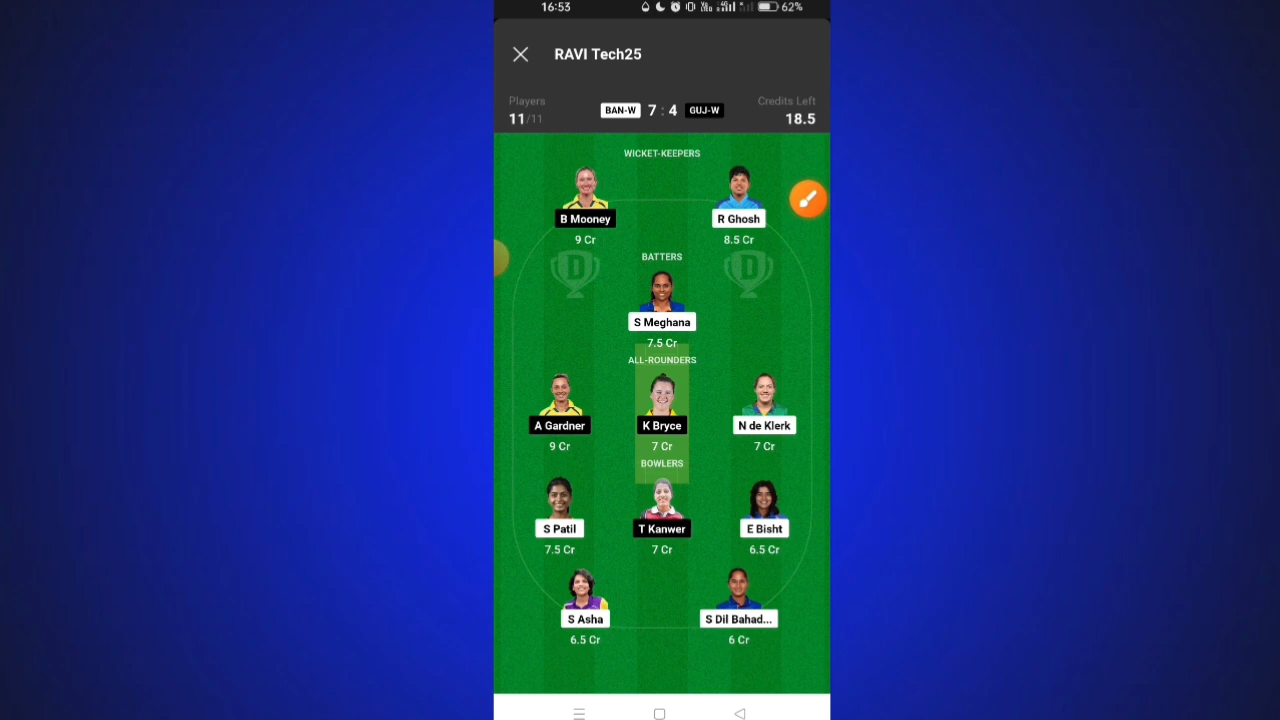 16:53
62%
RAVI Tech25
Players
Credits Left
11/11
BAN-W 7 : 4 GUJ-W
18.5
WICKET-KEEPERS
B Mooney
R Ghosh
9 Cr
8.5 Cr
BATTERS
D
D
S Meghana
7.5 Cr
ALL-ROUNDERS
A Gardner
K Bryce
N de Klerk
9 Cr
7 Cr
7 Cr
BOWLERS
S Patil
T Kanwer
E Bisht
7.5 Cr
7 Cr
6.5 Cr
S Asha
S Dil Bahad...
6.5 Cr
6 Cr